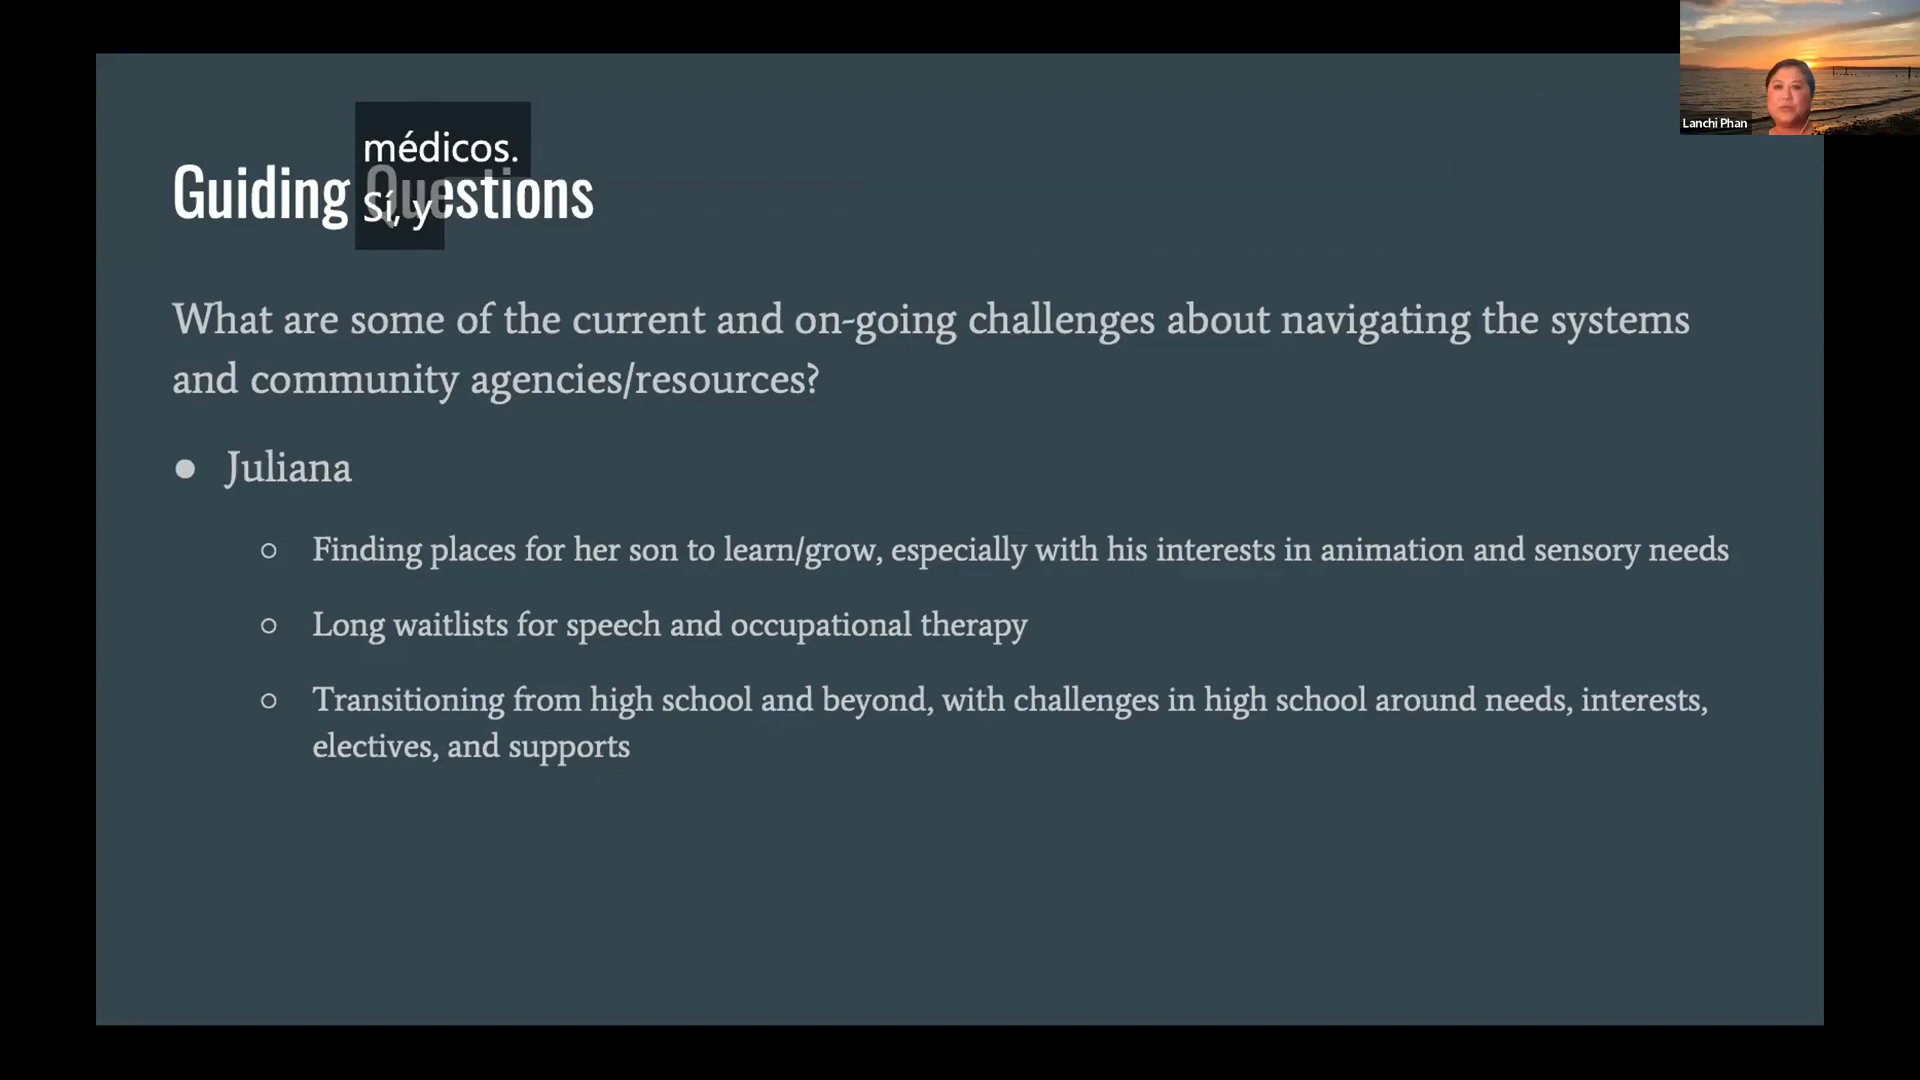 Lanchi Phan
médicos.
Sí, y
Guiding Questions
What are some of the current and on-going challenges about navigating the systems
and community agencies/resources?
● Juliana
○ Finding places for her son to learn/grow, especially with his interests in animation and sensory needs
○ Long waitlists for speech and occupational therapy
○ Transitioning from high school and beyond, with challenges in high school around needs, interests,
electives, and supports